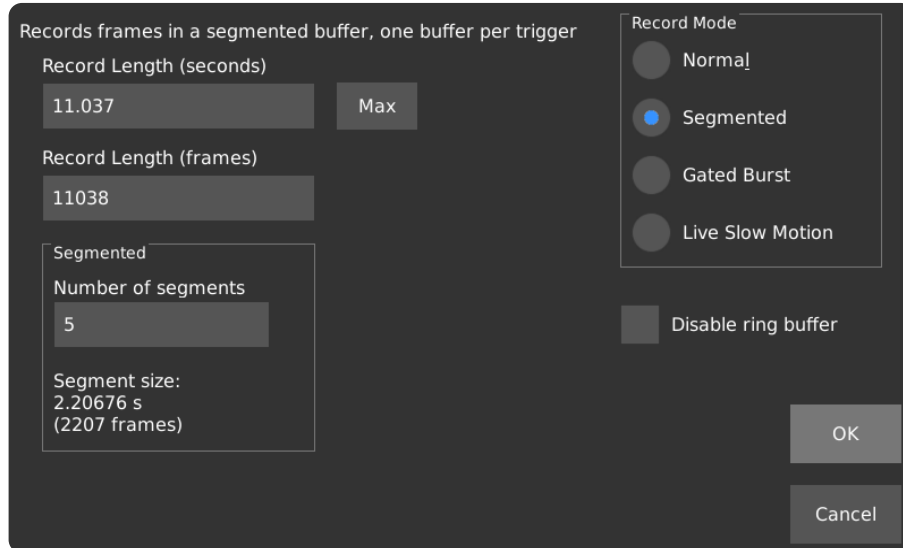 Records frames in a segmented buffer, one buffer per trigger
Record Length (seconds)
11.037
Max
Record Length (frames)
11038
Segmented
Number of segments
5
Segment size:
2.20676 s
(2207 frames)
Record Mode
Normal
Segmented
Gated Burst
Live Slow Motion
Disable ring buffer
OK
Cancel